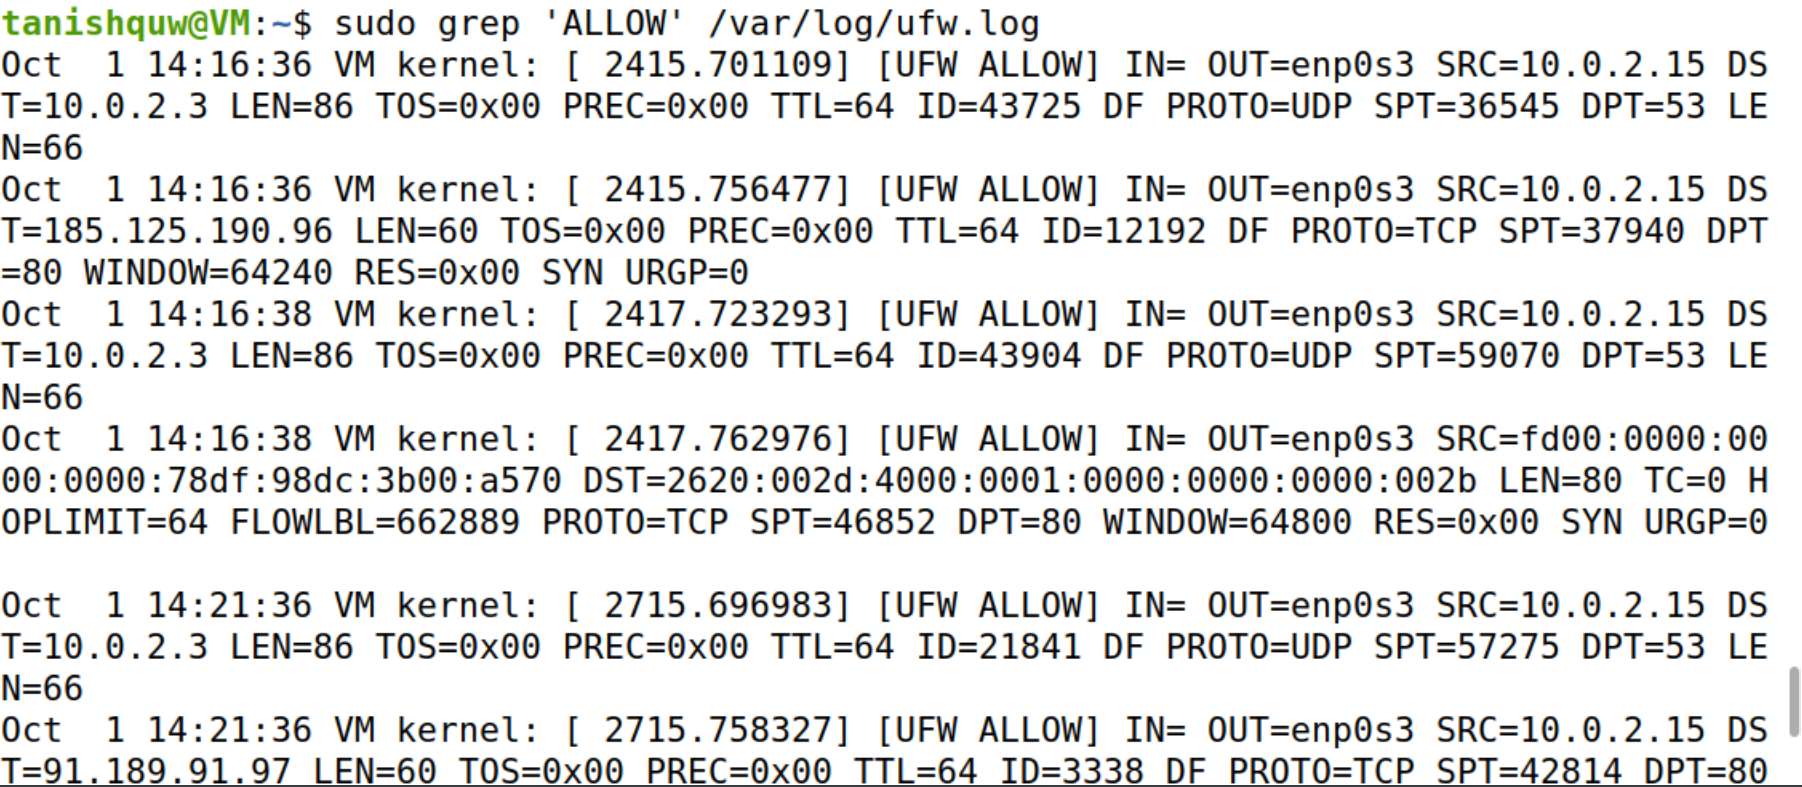 tanishquw@VM:~$ sudo grep 'ALLOW' /var/log/ufw.log
Oct  1 14:16:36 VM kernel: [ 2415.701109] [UFW ALLOW] IN= OUT=enp0s3 SRC=10.0.2.15 DS
T=10.0.2.3 LEN=86 TOS=0x00 PREC=0x00 TTL=64 ID=43725 DF PROTO=UDP SPT=36545 DPT=53 LE
N=66
Oct  1 14:16:36 VM kernel: [ 2415.756477] [UFW ALLOW] IN= OUT=enp0s3 SRC=10.0.2.15 DS
T=185.125.190.96 LEN=60 TOS=0x00 PREC=0x00 TTL=64 ID=12192 DF PROTO=TCP SPT=37940 DPT
=80 WINDOW=64240 RES=0x00 SYN URGP=0
Oct  1 14:16:38 VM kernel: [ 2417.723293] [UFW ALLOW] IN= OUT=enp0s3 SRC=10.0.2.15 DS
T=10.0.2.3 LEN=86 TOS=0x00 PREC=0x00 TTL=64 ID=43904 DF PROTO=UDP SPT=59070 DPT=53 LE
N=66
Oct  1 14:16:38 VM kernel: [ 2417.762976] [UFW ALLOW] IN= OUT=enp0s3 SRC=fd00:0000:00
00:0000:78df:98dc:3b00:a570 DST=2620:002d:4000:0001:0000:0000:0000:002b LEN=80 TC=0 H
OPLIMIT=64 FLOWLBL=662889 PROTO=TCP SPT=46852 DPT=80 WINDOW=64800 RES=0x00 SYN URGP=0
Oct  1 14:21:36 VM kernel: [ 2715.696983] [UFW ALLOW] IN= OUT=enp0s3 SRC=10.0.2.15 DS
T=10.0.2.3 LEN=86 TOS=0x00 PREC=0x00 TTL=64 ID=21841 DF PROTO=UDP SPT=57275 DPT=53 LE
N=66
Oct  1 14:21:36 VM kernel: [ 2715.758327] [UFW ALLOW] IN= OUT=enp0s3 SRC=10.0.2.15 DS
T=91.189.91.97 LEN=60 TOS=0x00 PREC=0x00 TTL=64 ID=3338 DF PROTO=TCP SPT=42814 DPT=80